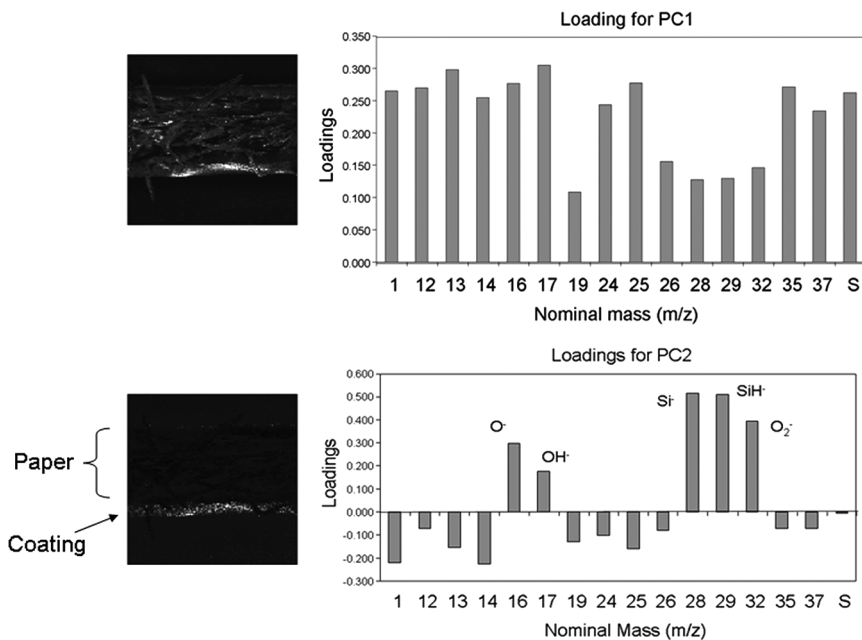 Loading for PC1
0.350
0.300
0.250
0.200
0.150
0.100
0.050
0.000
Loadings
1 12 13 14 16 17 19 24 25 26 28 29 32 35 37 S
Nominal mass (m/z)
Loadings for PC2
0.600
0.500
0.400
0.300
0.200
0.100
0.000
-0.100
-0.200
-0.300
Loadings
O⁻
OH⁻
Si⁻
SiH⁻
O₂⁻
1 12 13 14 16 17 19 24 25 26 28 29 32 35 37 S
Nominal Mass (m/z)
Paper
Coating